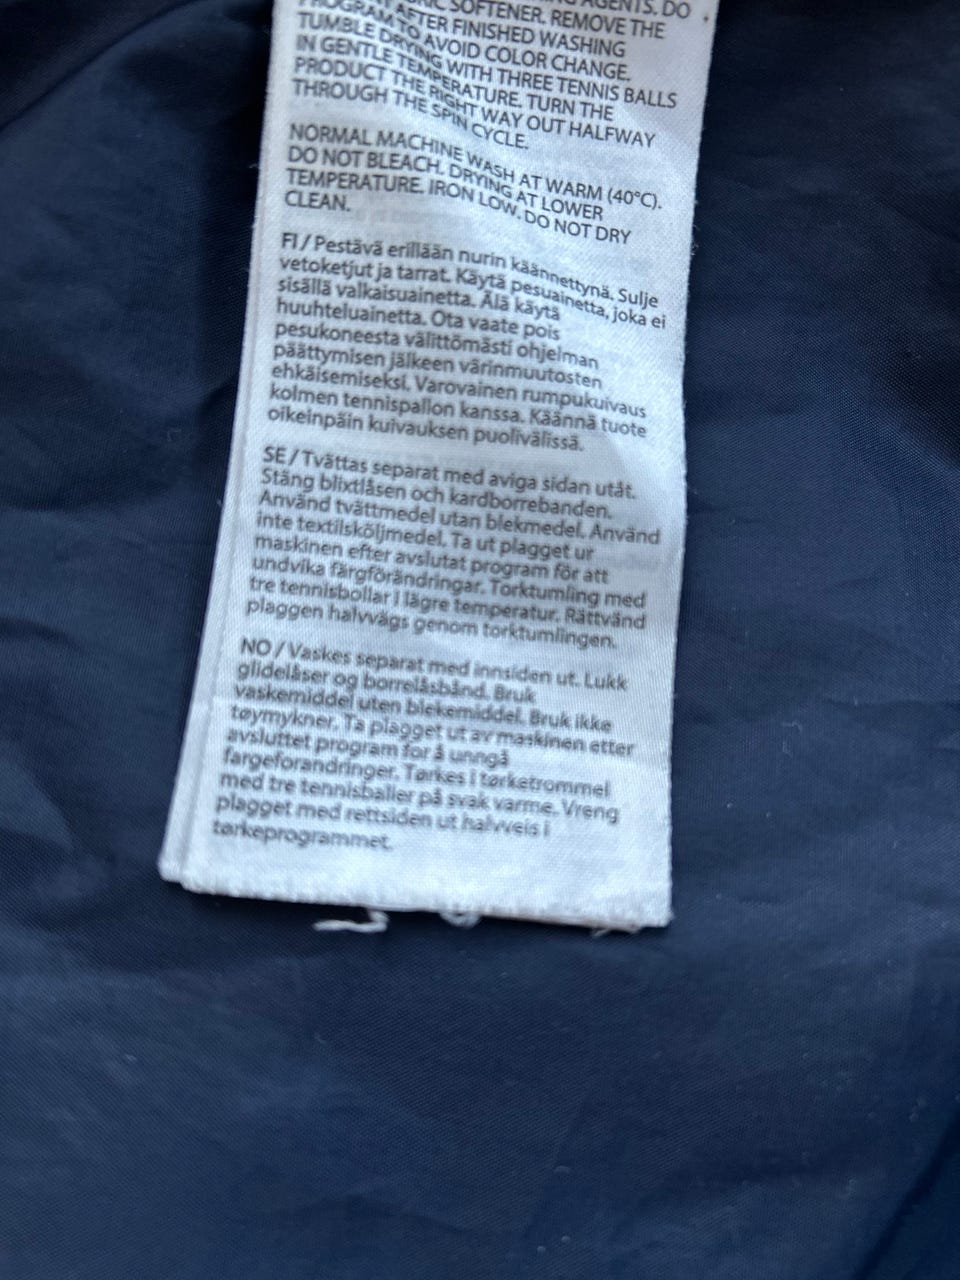 AGENTS. DO
SOFTENER. REMOVE THE
PROGRAM AFTER FINISHED WASHING
TO AVOID COLOR CHANGE.
TUMBLE DRYING WITH THREE TENNIS BALLS
IN GENTLE TEMPERATURE. TURN THE
PRODUCT THE RIGHT WAY OUT HALFWAY
THROUGH THE SPIN CYCLE.
NORMAL MACHINE WASH AT WARM (40°C).
DO NOT BLEACH. DRYING AT LOWER
TEMPERATURE. IRON LOW. DO NOT DRY
CLEAN.
FI / Pestävä erillään nurin käännettynä. Sulje
vetoketjut ja tarrat. Käytä pesuainetta, joka ei
sisällä valkaisuainetta. Älä käytä
huuhteluainetta. Ota vaate pois
pesukoneesta välittömästi ohjelman
päättymisen jälkeen värinmuutosten
ehkäisemiseksi. Varovainen rumpukuivaus
kolmen tennispallon kanssa. Käännä tuote
oikeinpäin kuivauksen puolivälissä.
SE / Tvättas separat med aviga sidan utåt.
Stäng blixtlåsen och kardborrebanden.
Använd tvättmedel utan blekmedel. Använd
inte textilsköljmedel. Ta ut plagget ur
maskinen efter avslutat program för att
undvika färgförändringar. Torktumling med
tre tennisbollar i lägre temperatur. Rättvänd
plaggen halvvägs genom torktumlingen.
NO / Vaskes separat med innsiden ut. Lukk
glidelåser og borrelåsbånd. Bruk
vaskemiddel uten blekemiddel. Bruk ikke
tøymykner. Ta plagget ut av maskinen etter
avsluttet program for å unngå
fargeforandringer. Tørkes i tørketrommel
med tre tennisballer på svak varme. Vreng
plagget med rettsiden ut halvveis i
tørkeprogrammet.